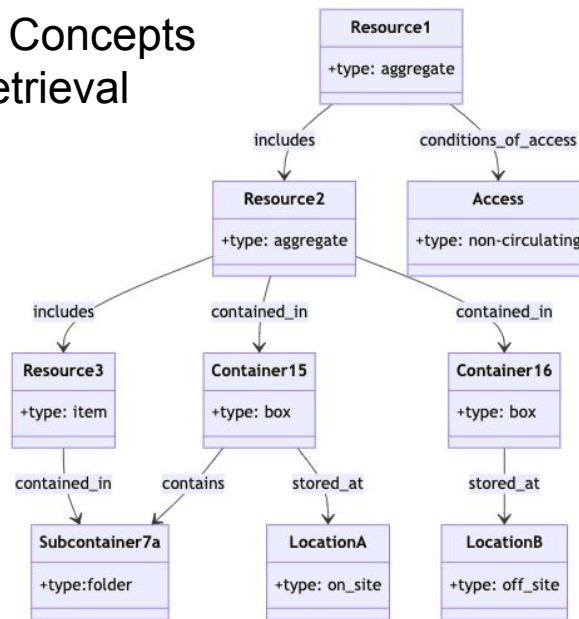 Concepts
etrieval
Resource1
+type: aggregate
includes
conditions_of_access
Resource2
+type: aggregate
Access
+type: non-circulating
includes
contained_in
contained_in
Resource3
+type: item
Container15
+type: box
Container16
+type: box
contained_in
contains
stored_at
stored_at
Subcontainer7a
+type:folder
LocationA
+type: on_site
LocationB
+type: off_site